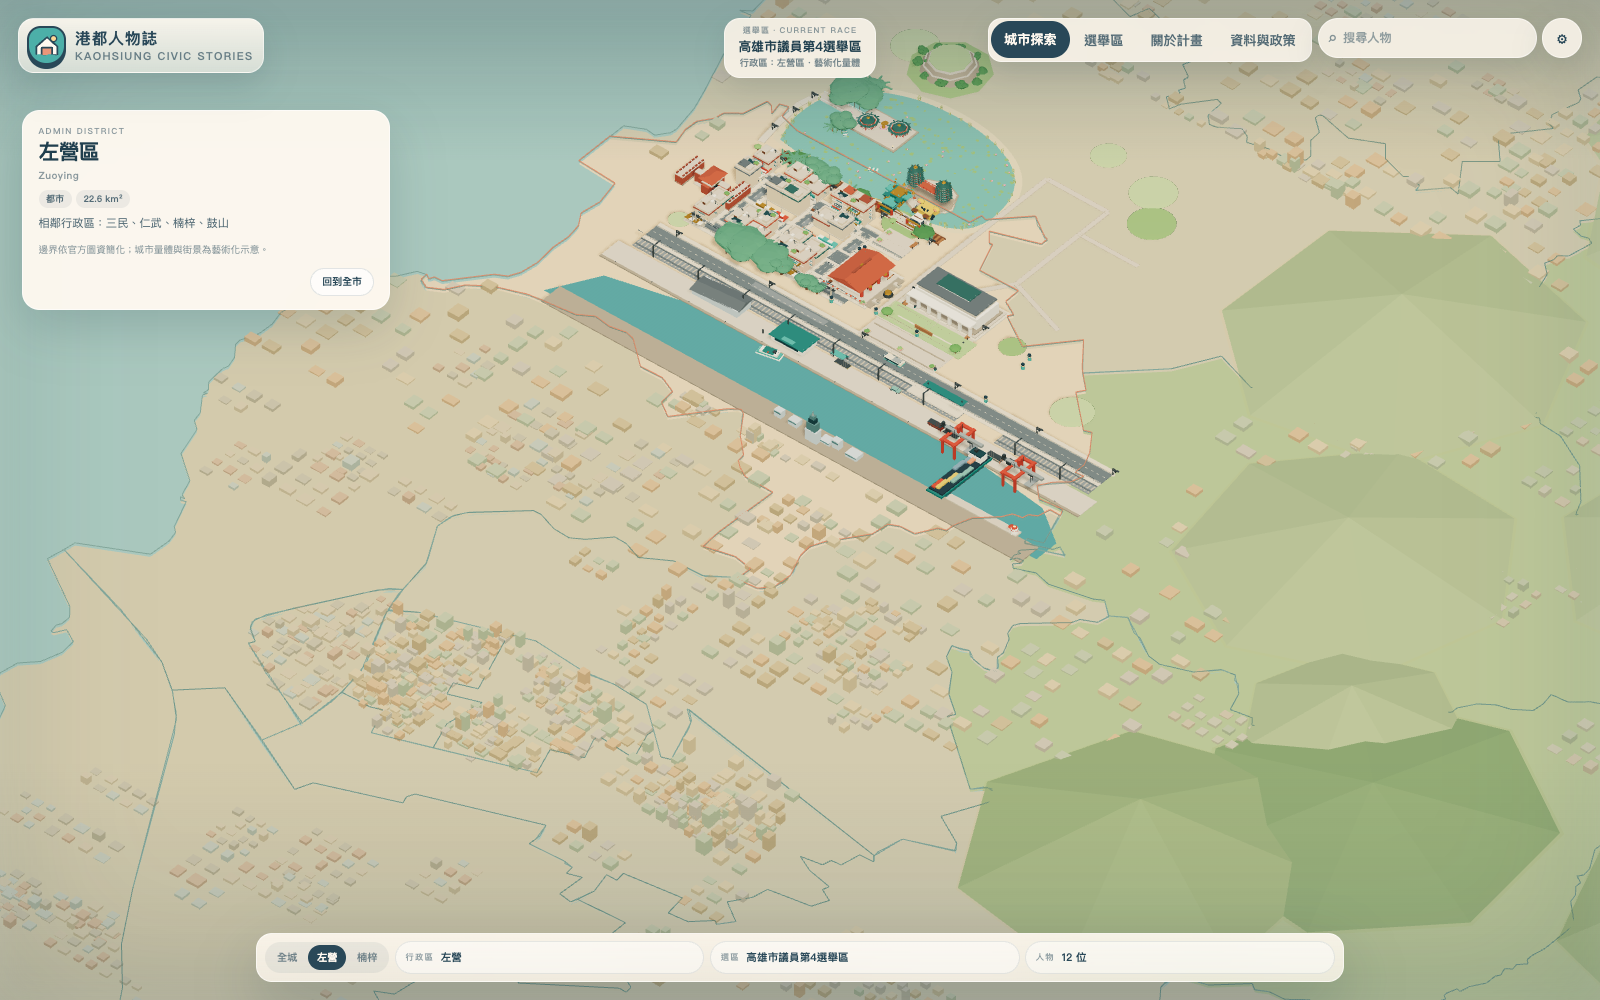 港都人物誌
KAOHSIUNG CIVIC STORIES
選舉區 · CURRENT RACE
高雄市議員第4選舉區
行政區：左營區 · 藝術化量體
城市探索
選舉區
關於計畫
資料與政策
搜尋人物
ADMIN DISTRICT
左營區
Zuoying
都市
22.6 km²
相鄰行政區：三民、仁武、楠梓、鼓山
邊界依官方圖資簡化；城市量體與街景為藝術化示意。
回到全市
全城
左營
楠梓
行政區 左營
選區 高雄市議員第4選舉區
人物 12 位